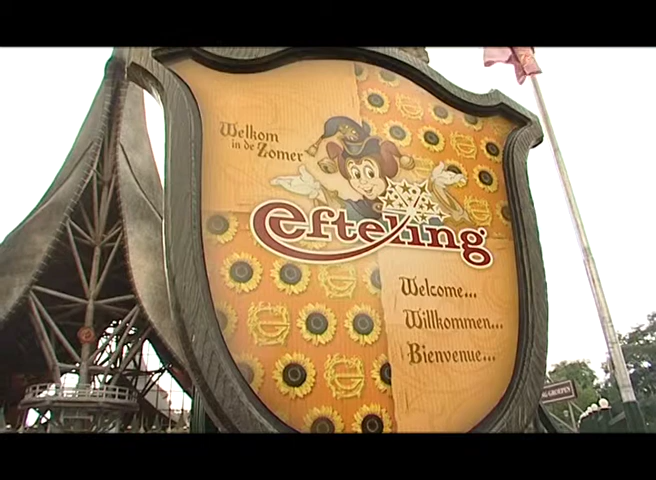 Welkom
in de
Zomer
efteling
Welcome...
Willkommen...
Bienvenue...